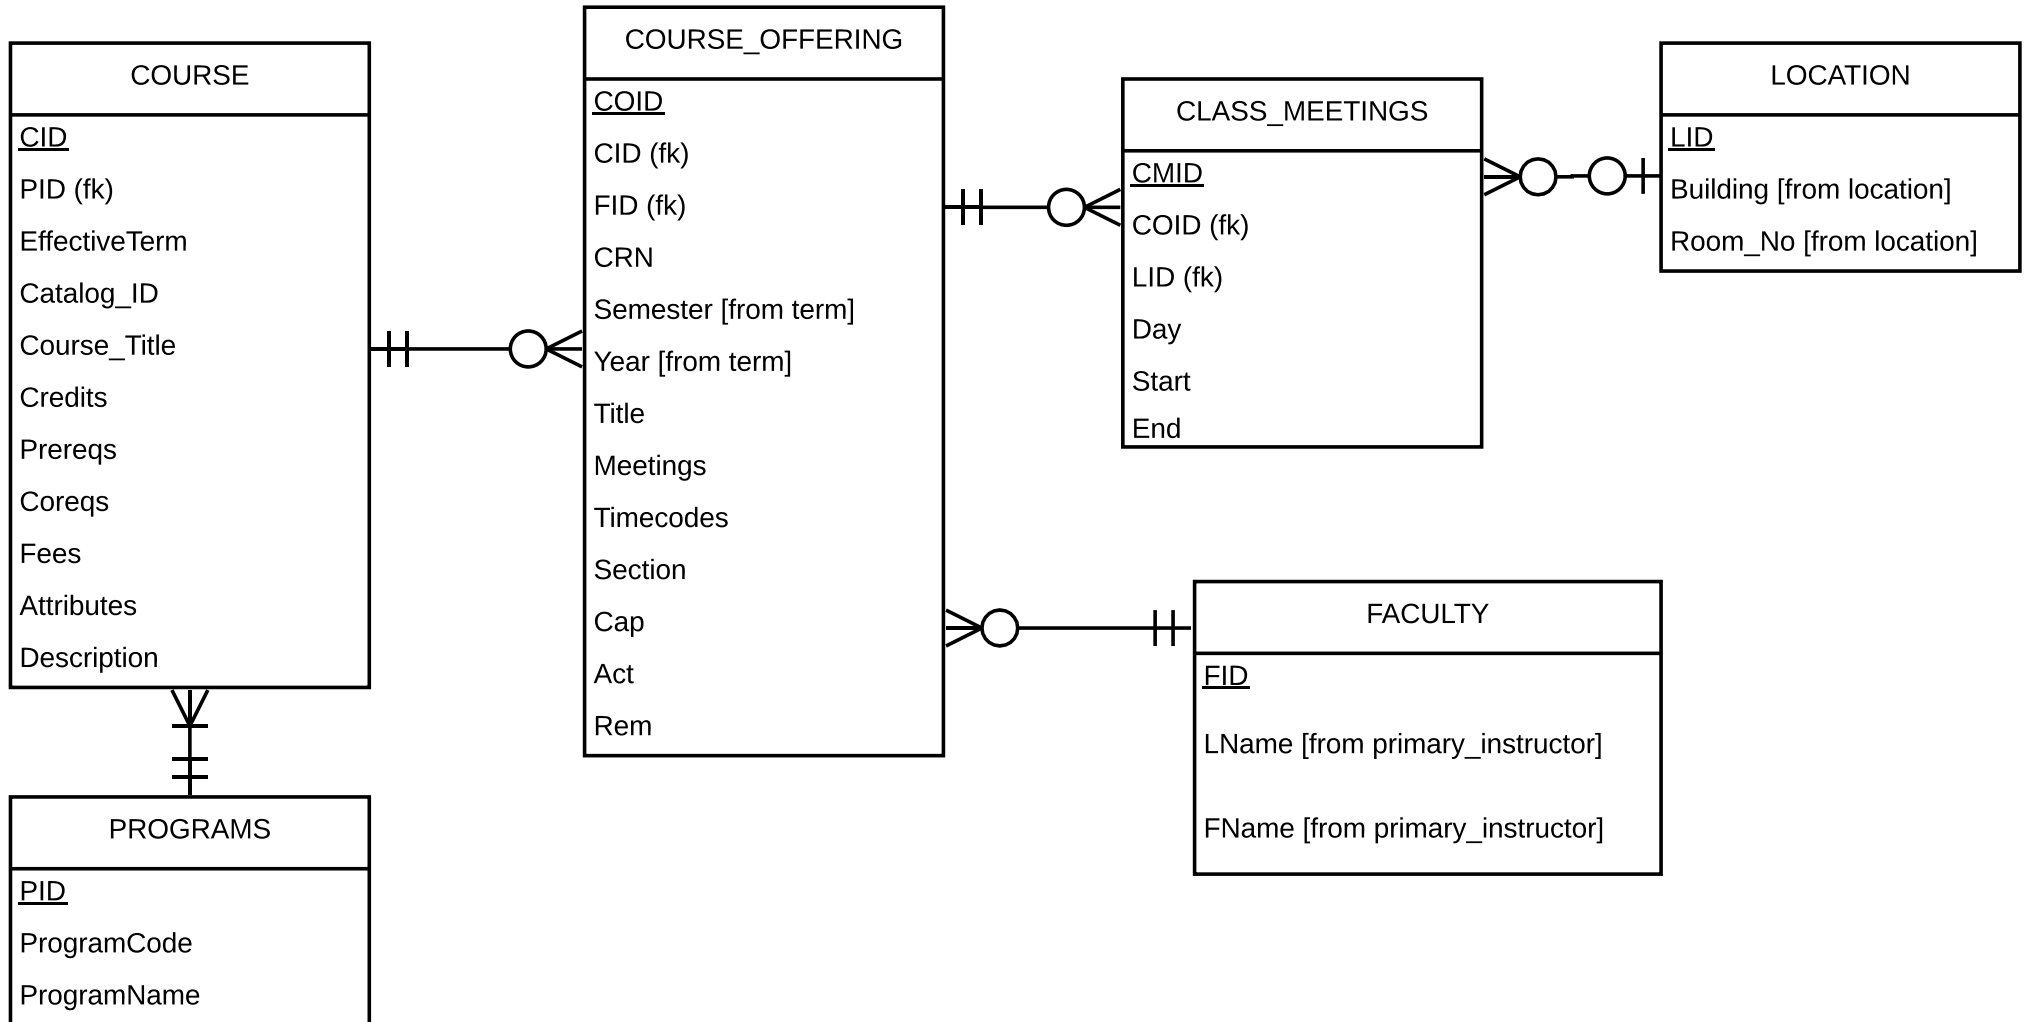 COURSE
CID
PID (fk)
EffectiveTerm
Catalog_ID
Course_Title
Credits
Prereqs
Coreqs
Fees
Attributes
Description
PROGRAMS
PID
ProgramCode
ProgramName
COURSE_OFFERING
COID
CID (fk)
FID (fk)
CRN
Semester [from term]
Year [from term]
Title
Meetings
Timecodes
Section
Cap
Act
Rem
CLASS_MEETINGS
CMID
COID (fk)
LID (fk)
Day
Start
End
LOCATION
LID
Building [from location]
Room_No [from location]
FACULTY
FID
LName [from primary_instructor]
FName [from primary_instructor]